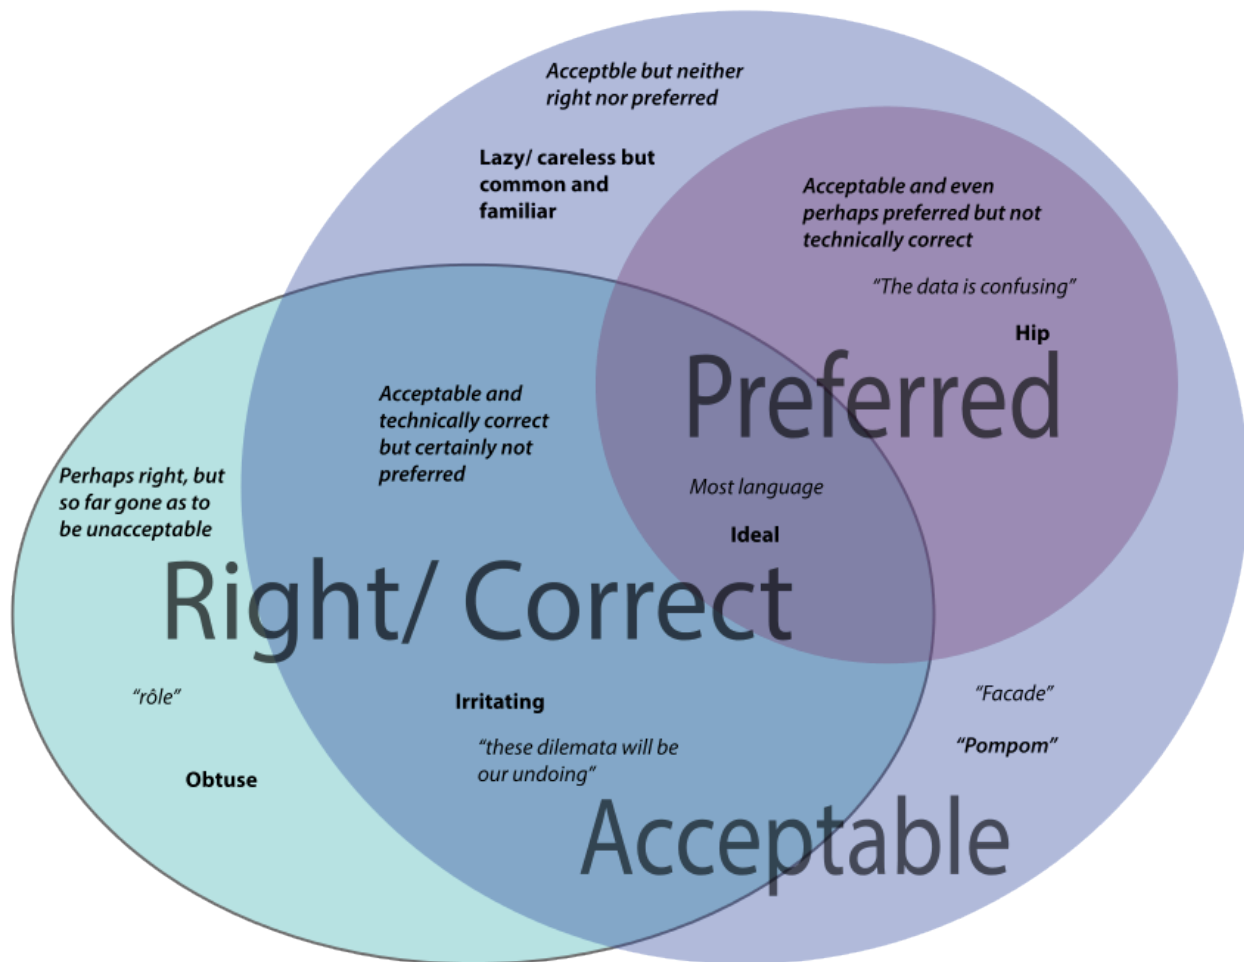 Acceptble but neither
right nor preferred
Lazy/ careless but
common and
familiar
Acceptable and even
perhaps preferred but not
technically correct
“The data is confusing”
Hip
Preferred
Acceptable and
technically correct
but certainly not
preferred
Perhaps right, but
so far gone as to
be unacceptable
Most language
Ideal
Right/ Correct
“rôle”
Obtuse
Irritating
“these dilemata will be
our undoing”
“Facade”
“Pompom”
Acceptable